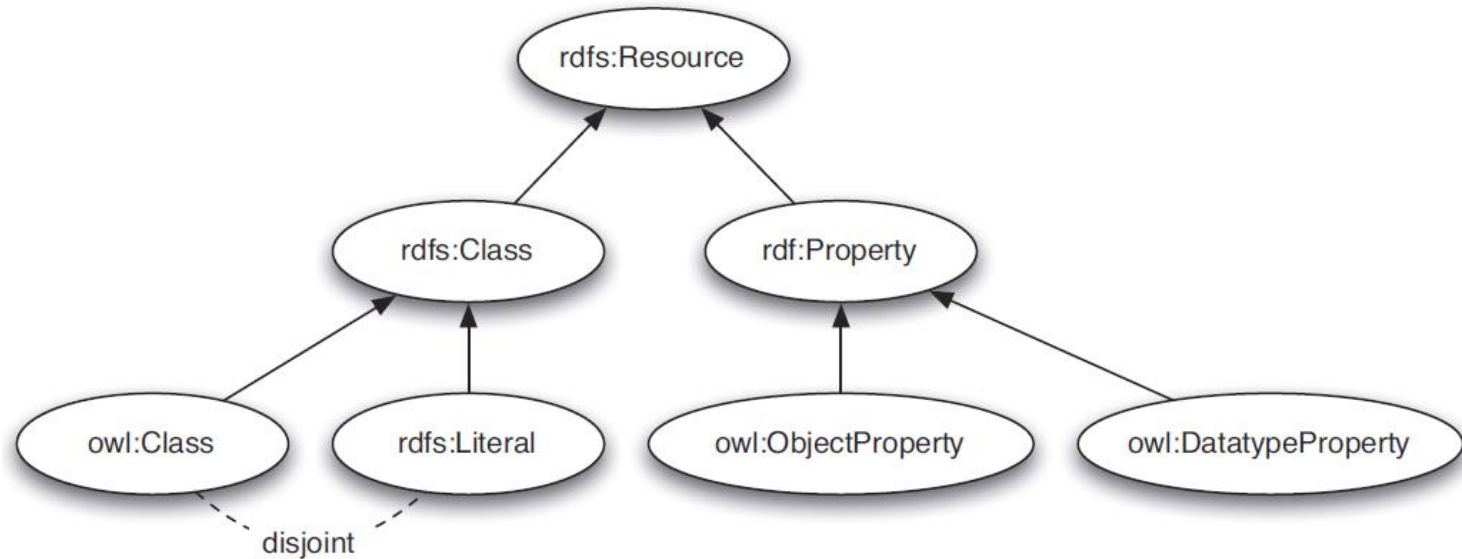 rdfs:Resource
rdfs:Class
rdf:Property
owl:Class
rdfs:Literal
owl:ObjectProperty
owl:DatatypeProperty
disjoint